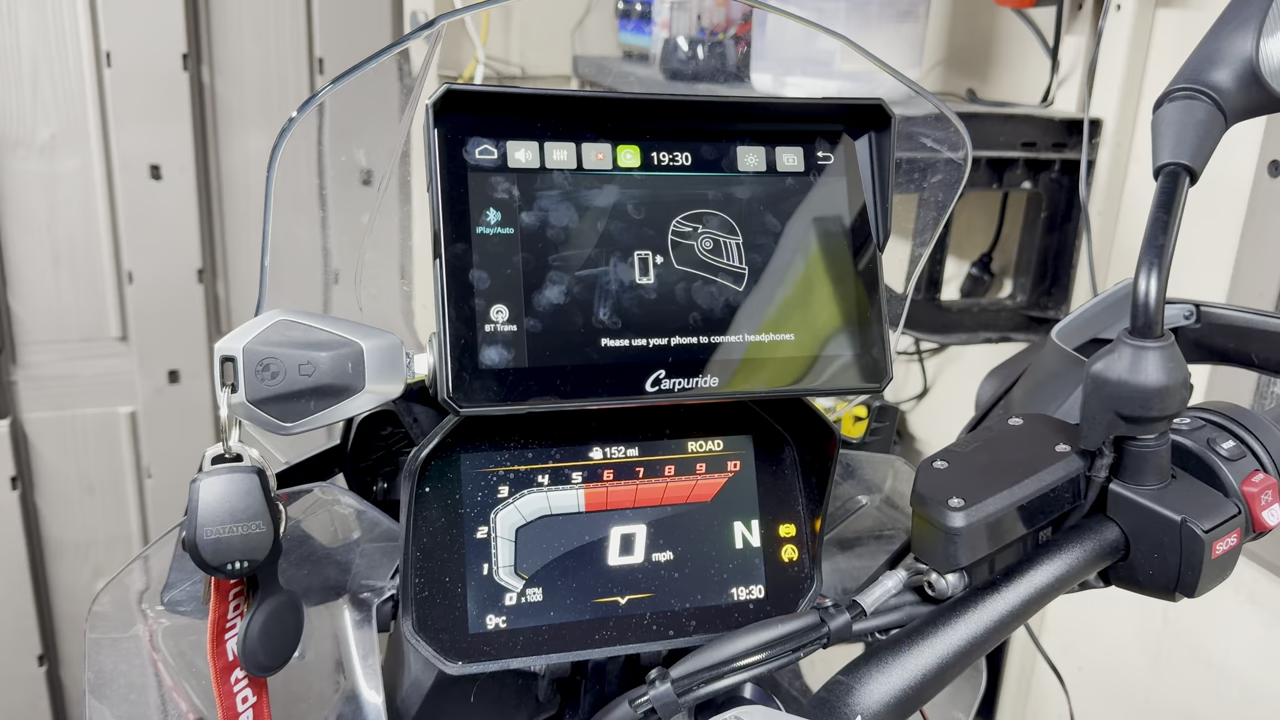 19:30
iPlay/Auto
BT Trans
Please use your phone to connect headphones
Carpuride
152 mi
ROAD
1 2 3 4 5 6 7 8 9 10
0
RPM
x 1000
0 mph
N
9°C
19:30
DATATOOL
SOS